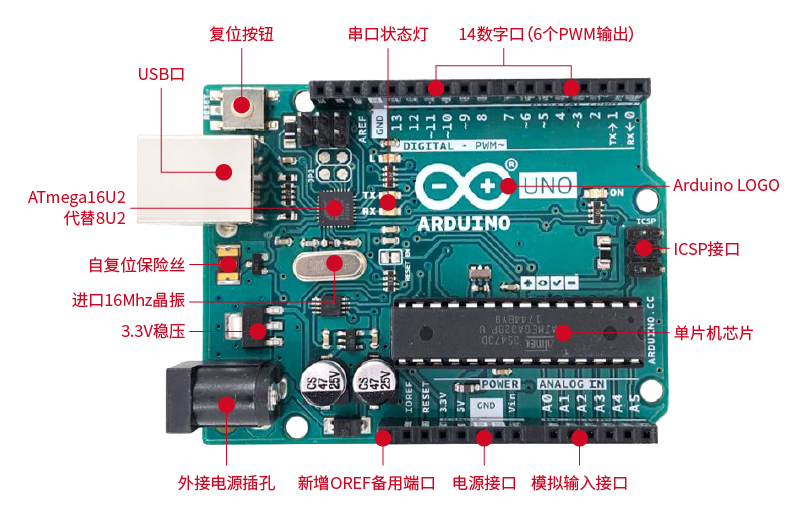 复位按钮
串口状态灯
14数字口（6个PWM输出）
USB口
ATmega16U2
代替8U2
自复位保险丝
进口16Mhz晶振
3.3V稳压
外接电源插孔
新增OREF备用端口
电源接口
模拟输入接口
Arduino LOGO
ICSP接口
单片机芯片
RESET
AREF
GND
13
12
~11
~10
~9
8
7
~6
~5
4
~3
2
TX→1
RX←0
DIGITAL - PWM~
TX
RX
®
UNO
ON
ARDUINO
ICSP
RESET EN
ARDUINO.CC
ATMEGA328P U
35473D
1744BY9
CS
47
25V
CS
47
25V
IOREF
RESET
3.3V
5V
GND
Vin
POWER
ANALOG IN
A0
A1
A2
A3
A4
A5